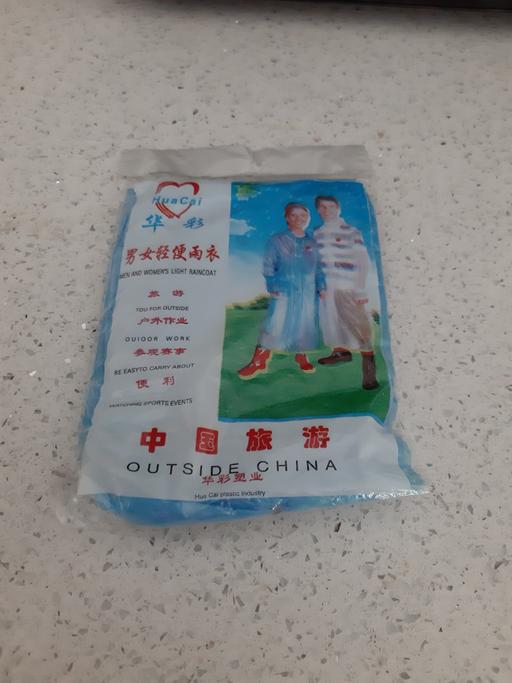 HuaCai
华彩
男女轻便雨衣
MEN AND WOMEN'S LIGHT RAINCOAT
旅 游
TOU FOR OUTSIDE
户外作业
OUIOOR WORK
参观赛事
BE EASYTO CARRY ABOUT
便 利
WATCHING SPORTS EVENTS
中国旅游
OUTSIDE CHINA
华彩塑业
Hua Cai plastic Industry